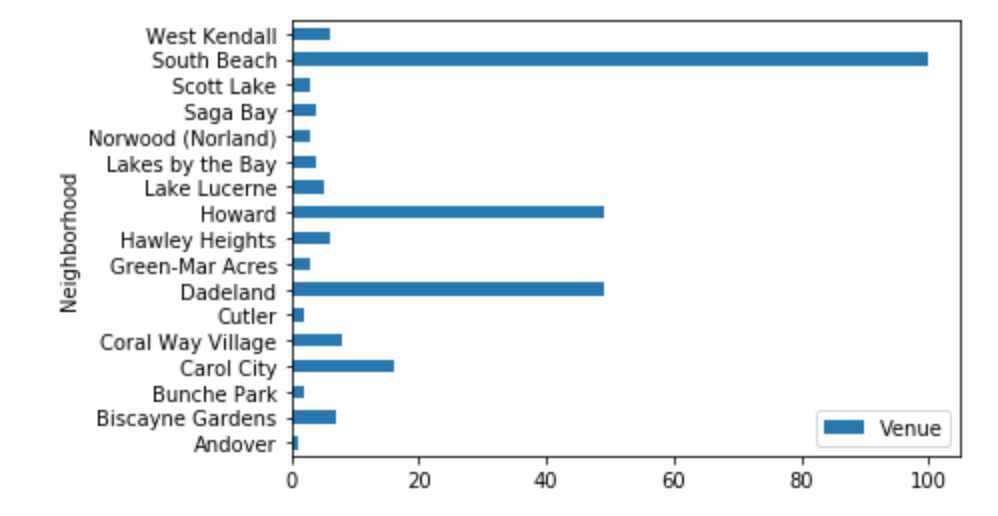 West Kendall
South Beach
Scott Lake
Saga Bay
Norwood (Norland)
Lakes by the Bay
Lake Lucerne
Howard
Hawley Heights
Green-Mar Acres
Dadeland
Cutler
Coral Way Village
Carol City
Bunche Park
Biscayne Gardens
Andover
Neighborhood
Venue
0 20 40 60 80 100